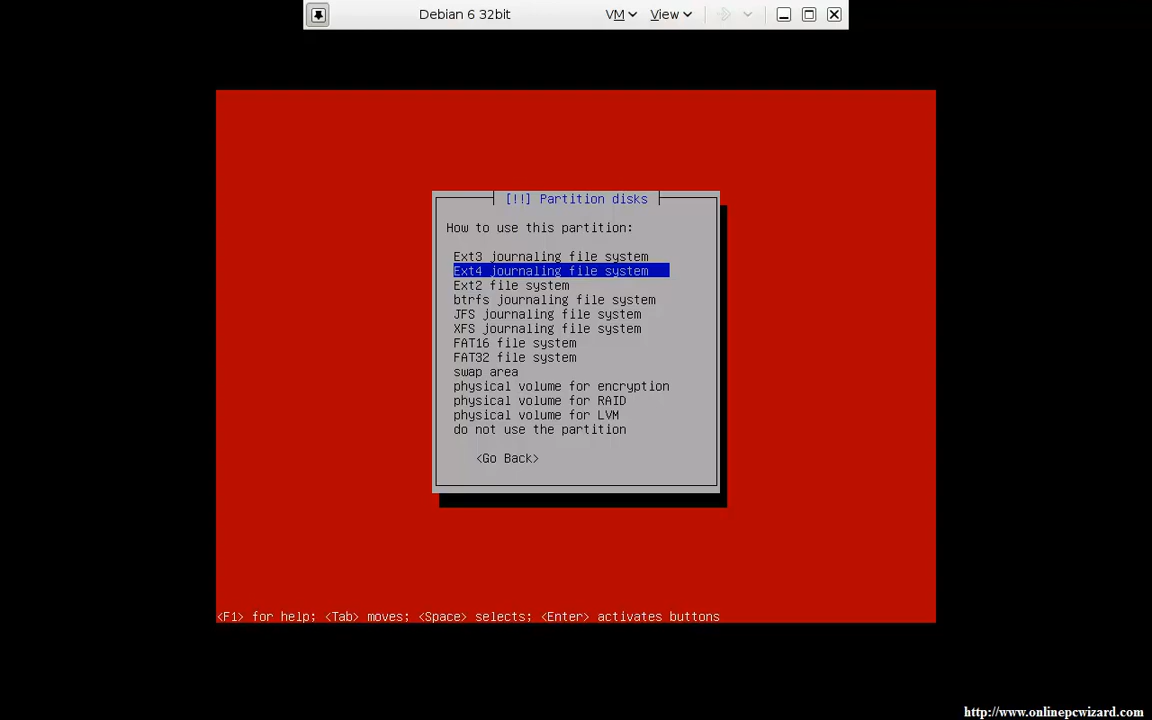 Debian 6 32bit
VM
View
[!!] Partition disks
How to use this partition:
Ext3 journaling file system
Ext4 journaling file system
Ext2 file system
btrfs journaling file system
JFS journaling file system
XFS journaling file system
FAT16 file system
FAT32 file system
swap area
physical volume for encryption
physical volume for RAID
physical volume for LVM
do not use the partition
<Go Back>
<F1> for help; <Tab> moves; <Space> selects; <Enter> activates buttons
http://www.onlinepcwizard.com